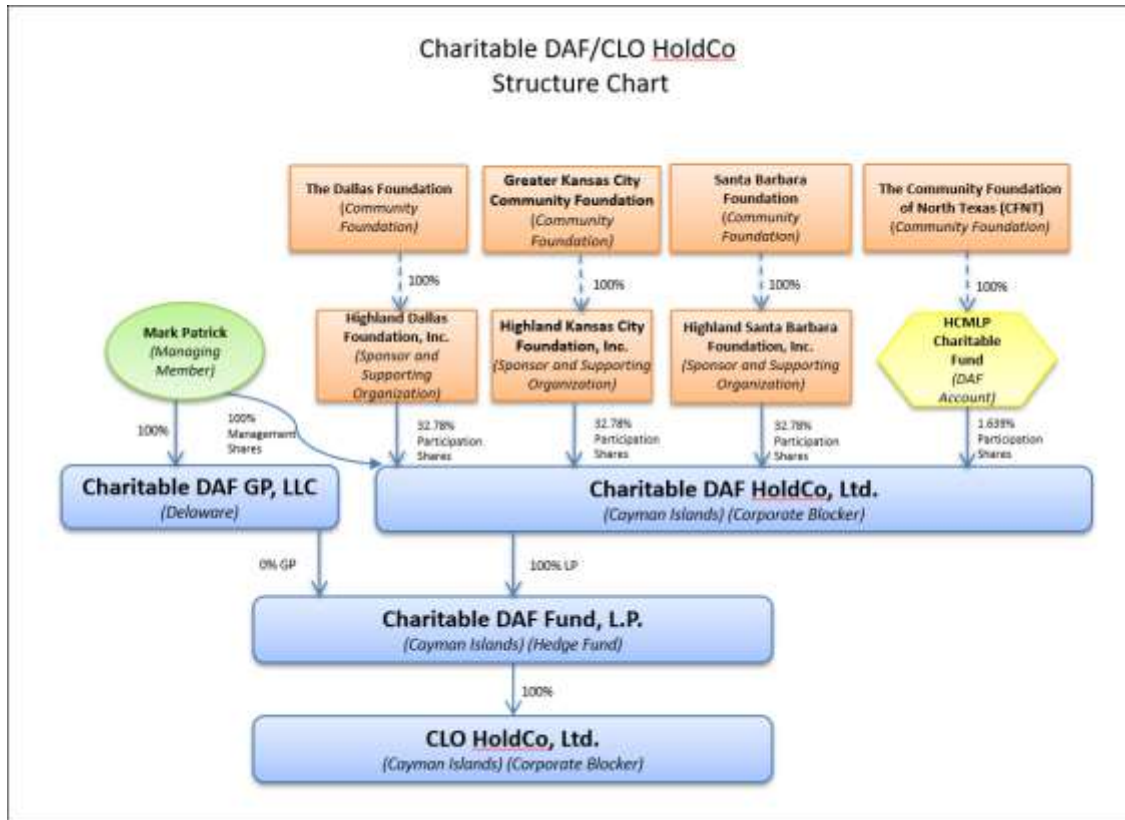 Charitable DAF/CLO HoldCo
Structure Chart
The Dallas Foundation
(Community
Foundation)
Greater Kansas City
Community Foundation
(Community
Foundation)
Santa Barbara
Foundation
(Community
Foundation)
The Community Foundation
of North Texas (CFNT)
(Community Foundation)
100%
100%
100%
100%
Mark Patrick
(Managing
Member)
Highland Dallas
Foundation, Inc.
(Sponsor and
Supporting
Organization)
Highland Kansas City
Foundation, Inc.
(Sponsor and Supporting
Organization)
Highland Santa Barbara
Foundation, Inc.
(Sponsor and Supporting
Organization)
HCMLP
Charitable
Fund
(DAF
Account)
100%
100%
Management
Shares
32.78%
Participation
Shares
32.78%
Participation
Shares
32.78%
Participation
Shares
1.639%
Participation
Shares
Charitable DAF GP, LLC
(Delaware)
Charitable DAF HoldCo, Ltd.
(Cayman Islands) (Corporate Blocker)
0% GP
100% LP
Charitable DAF Fund, L.P.
(Cayman Islands) (Hedge Fund)
100%
CLO HoldCo, Ltd.
(Cayman Islands) (Corporate Blocker)